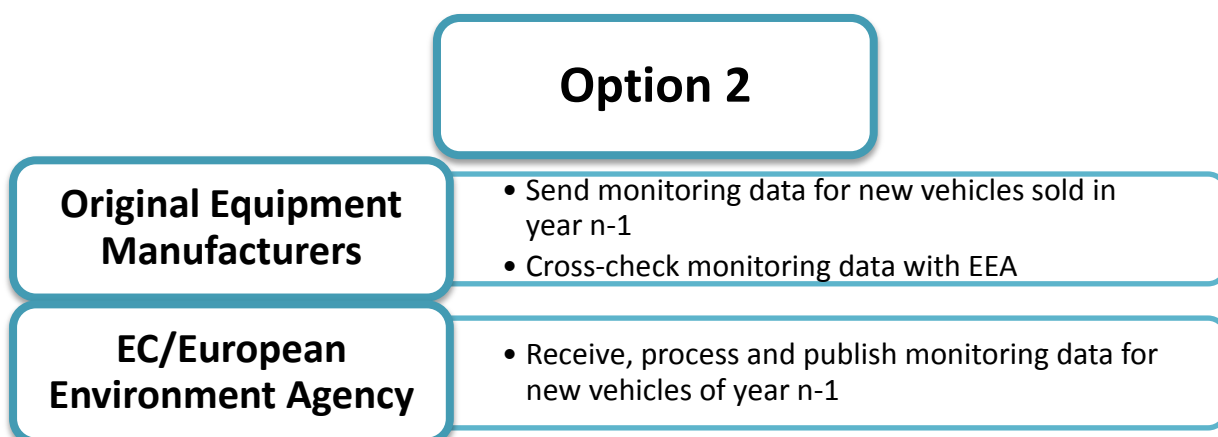 Option 2
Original Equipment
Manufacturers
• Send monitoring data for new vehicles sold in
year n-1
• Cross-check monitoring data with EEA
EC/European
Environment Agency
• Receive, process and publish monitoring data for
new vehicles of year n-1